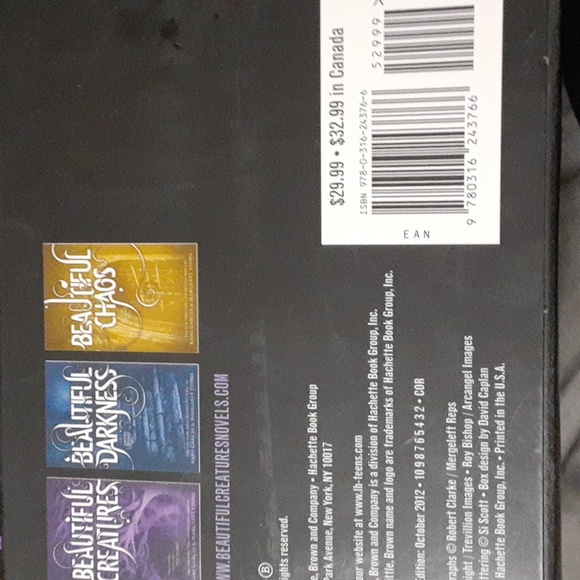 BEAUTIFUL CREATURES
BEAUTIFUL DARKNESS
BEAUTIFUL CHAOS
WWW.BEAUTIFULCREATURESNOVELS.COM
®
rights reserved.
Brown and Company • Hachette Book Group
Park Avenue, New York, NY 10017
our website at www.lb-teens.com
Brown and Company is a division of Hachette Book Group, Inc.
Little, Brown name and logo are trademarks of Hachette Book Group, Inc.
Edition: October 2012 • 10 9 8 7 6 5 4 3 2 • COR
© Robert Clarke / Mergeleft Reps
/ Trevillion Images • Roy Bishop / Arcangel Images
© Si Scott • Box design by David Caplan
Hachette Book Group, Inc. • Printed in the U.S.A.
$29.99 • $32.99 in Canada
ISBN 978-0-316-24376-6
52999>
9 780316 243766
EAN